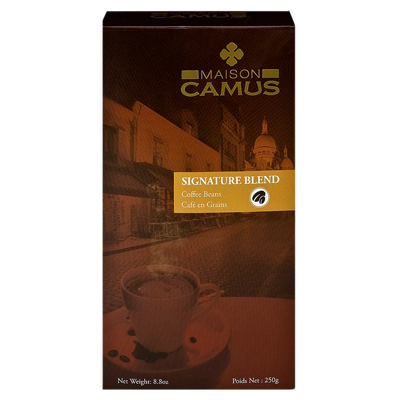 MAISON
CAMUS
SIGNATURE BLEND
Coffee Beans
Café en Grains
Net Weight: 8.8oz
Poids Net : 250g